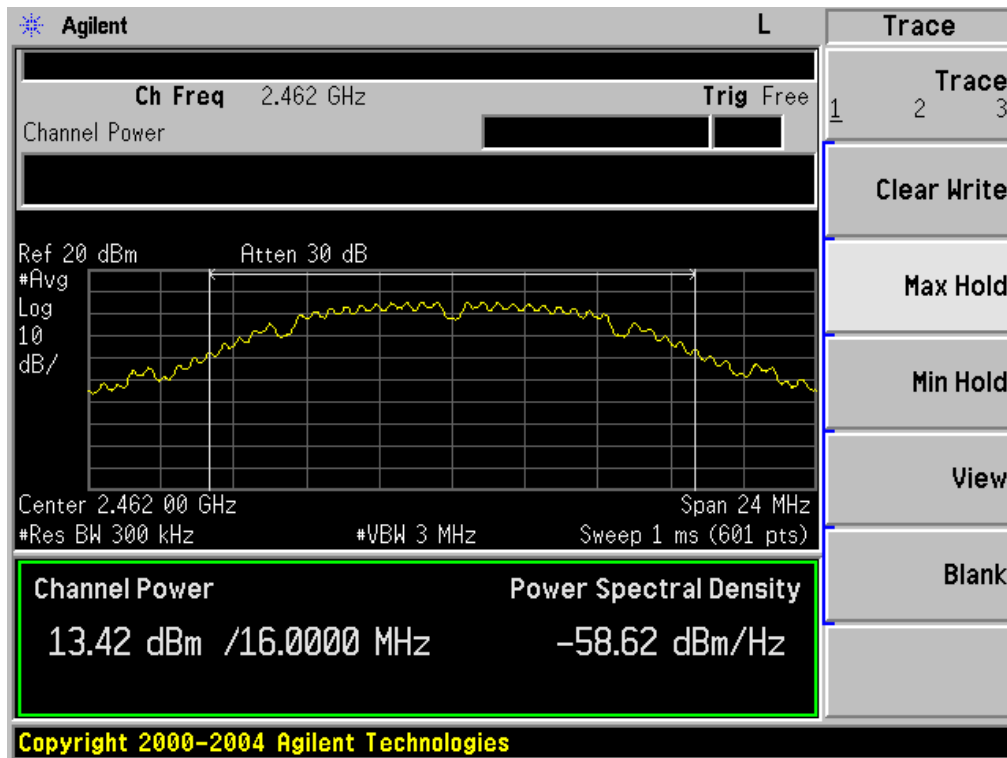 Agilent L Trace
Ch Freq 2.462 GHz Trig Free
Channel Power
Trace
1 2 3
Clear Write
Max Hold
Min Hold
View
Blank
Ref 20 dBm Atten 30 dB
#Avg
Log
10
dB/
Center 2.462 00 GHz Span 24 MHz
#Res BW 300 kHz #VBW 3 MHz Sweep 1 ms (601 pts)
Channel Power Power Spectral Density
13.42 dBm /16.0000 MHz -58.62 dBm/Hz
Copyright 2000-2004 Agilent Technologies